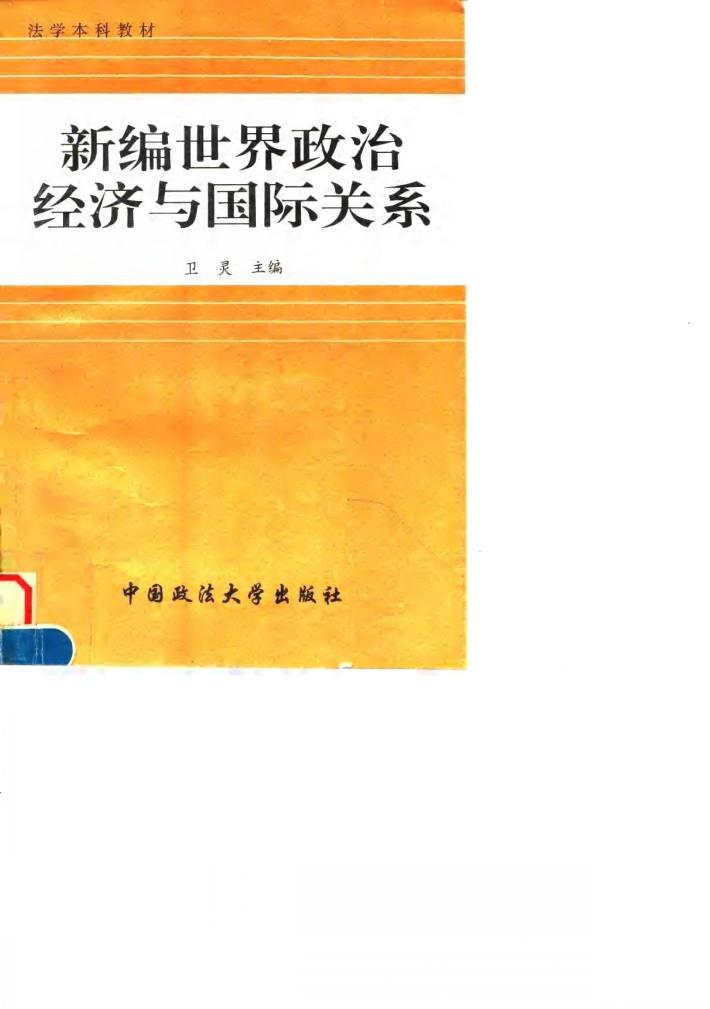 法学本科教材
新编世界政治
经济与国际关系
卫 灵 主编
中国政法大学出版社